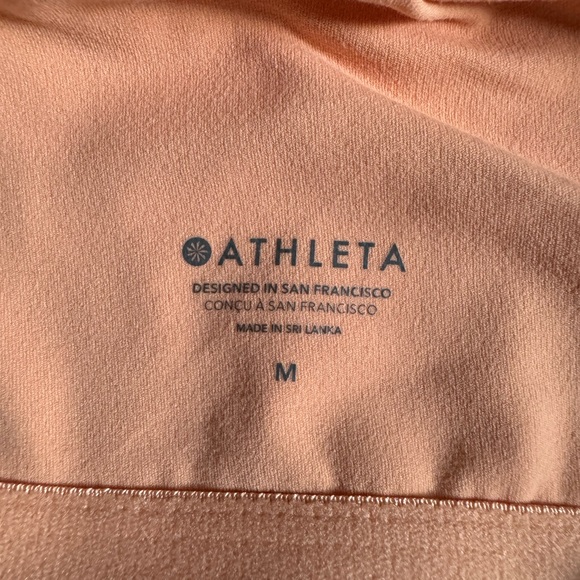 ATHLETA
DESIGNED IN SAN FRANCISCO
CONÇU À SAN FRANCISCO
MADE IN SRI LANKA
M